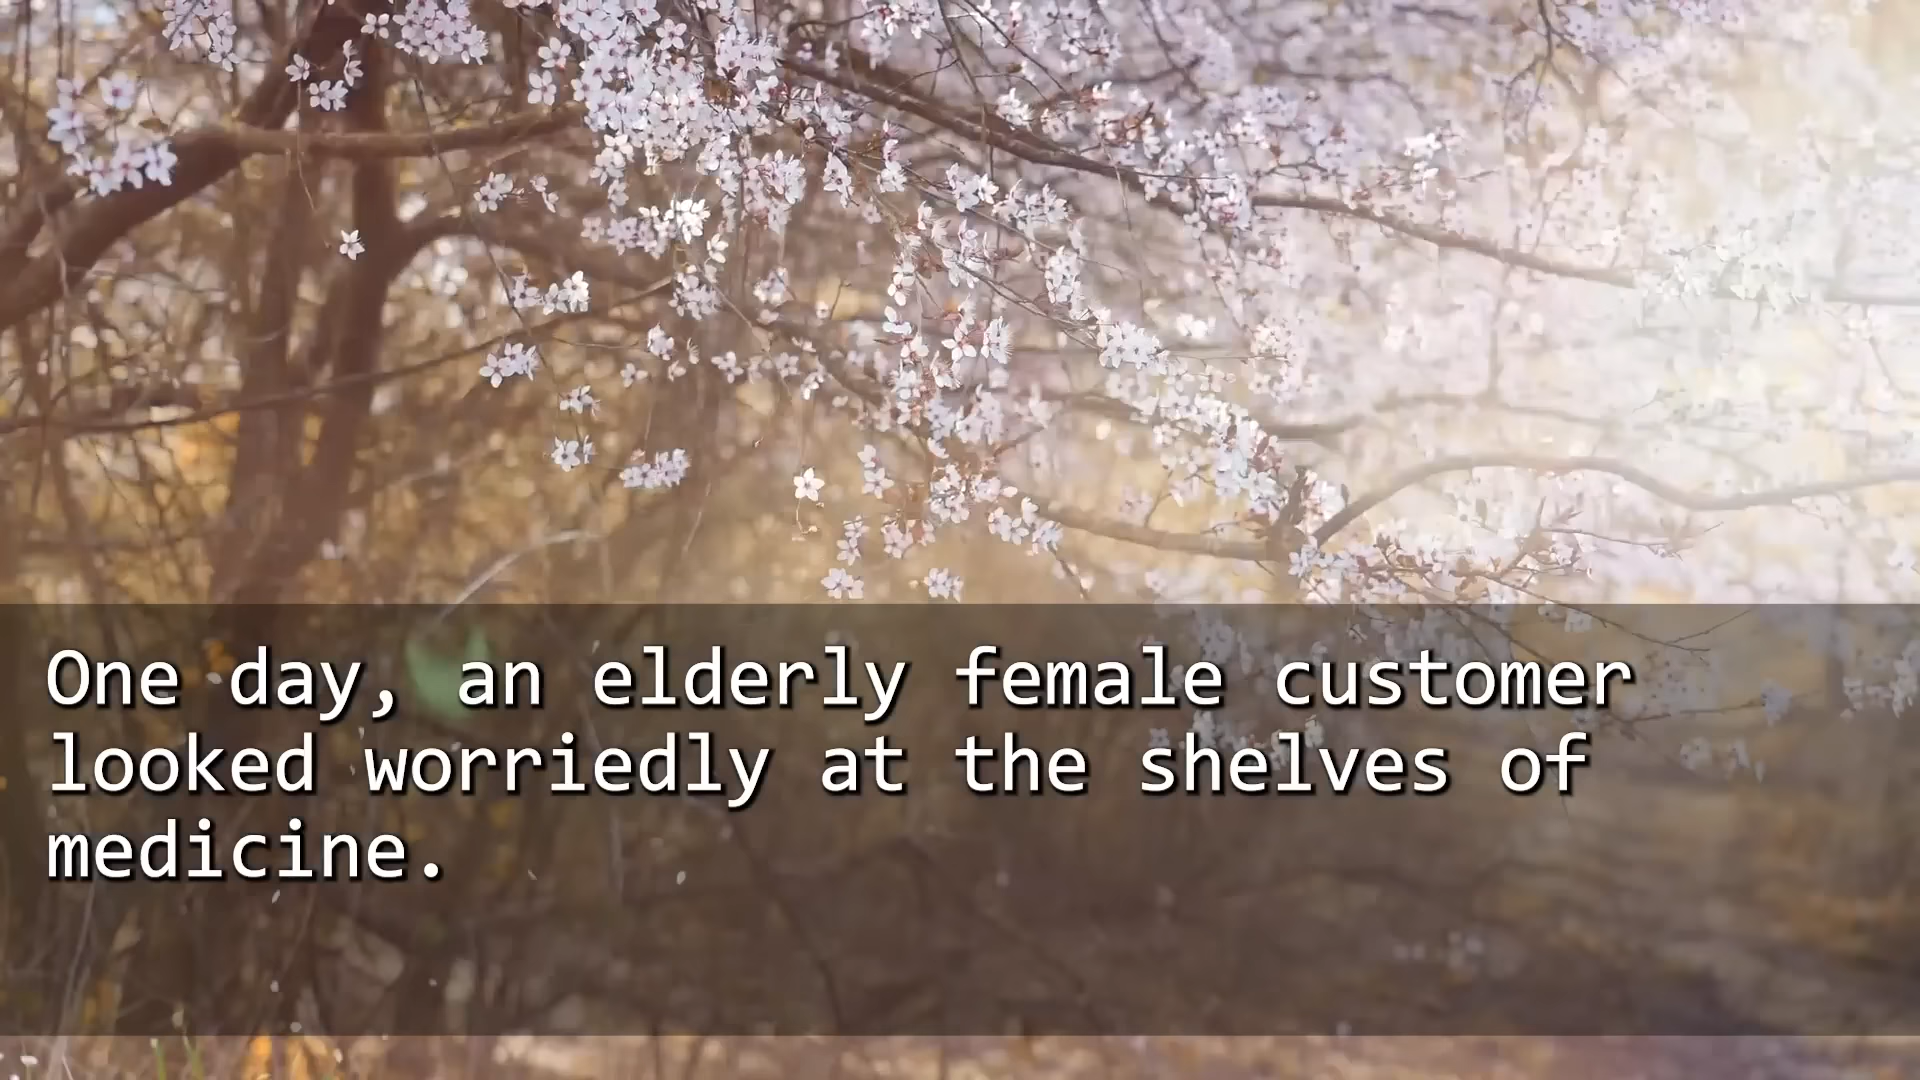 One day, an elderly female customer
looked worriedly at the shelves of
medicine.